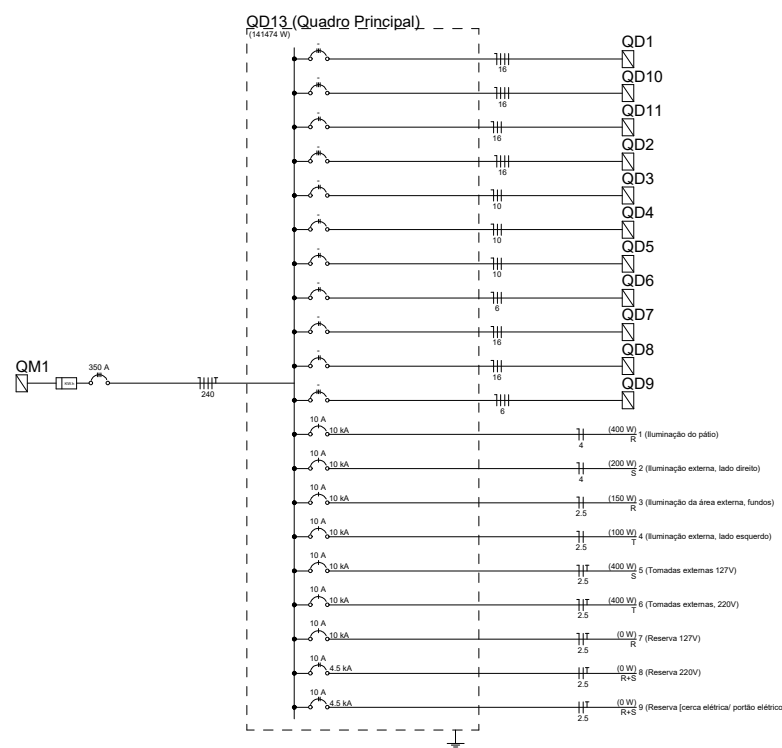 QD13 (Quadro Principal)
(141474 W)
QD1
16
QD10
16
QD11
16
QD2
16
QD3
10
QD4
10
QD5
10
QD6
6
QD7
16
QD8
16
QD9
6
QM1
350 A
240
10 A
10 kA
4
(400 W)
R
1 (Iluminação do pátio)
10 A
10 kA
4
(200 W)
S
2 (Iluminação externa, lado direito)
10 A
10 kA
2.5
(150 W)
R
3 (Iluminação da área externa, fundos)
10 A
10 kA
2.5
(100 W)
T
4 (Iluminação externa, lado esquerdo)
10 A
10 kA
2.5
(400 W)
S
5 (Tomadas externas 127V)
10 A
10 kA
2.5
(400 W)
T
6 (Tomadas externas, 220V)
10 A
10 kA
2.5
(0 W)
R
7 (Reserva 127V)
10 A
4.5 kA
2.5
(0 W)
R+S
8 (Reserva 220V)
10 A
4.5 kA
2.5
(0 W)
R+S
9 (Reserva [cerca elétrica/ portão elétrico